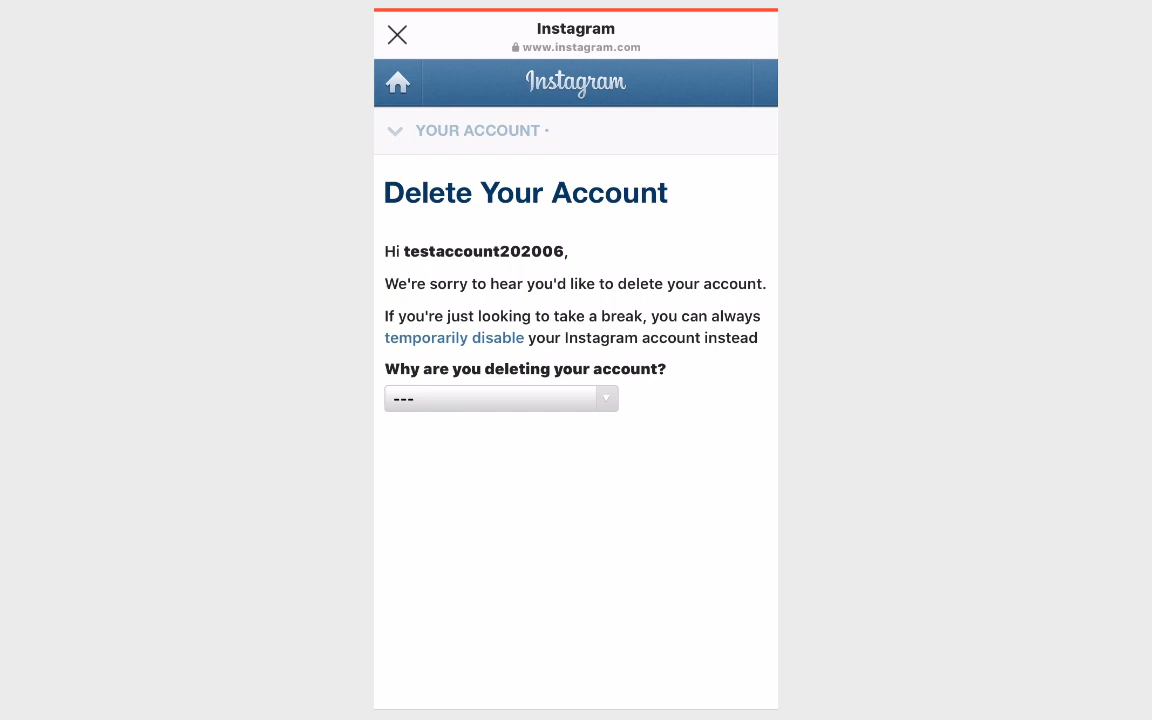 Instagram
www.instagram.com
Instagram
YOUR ACCOUNT ·
Delete Your Account
Hi testaccount202006,
We're sorry to hear you'd like to delete your account.
If you're just looking to take a break, you can always
temporarily disable your Instagram account instead
Why are you deleting your account?
---